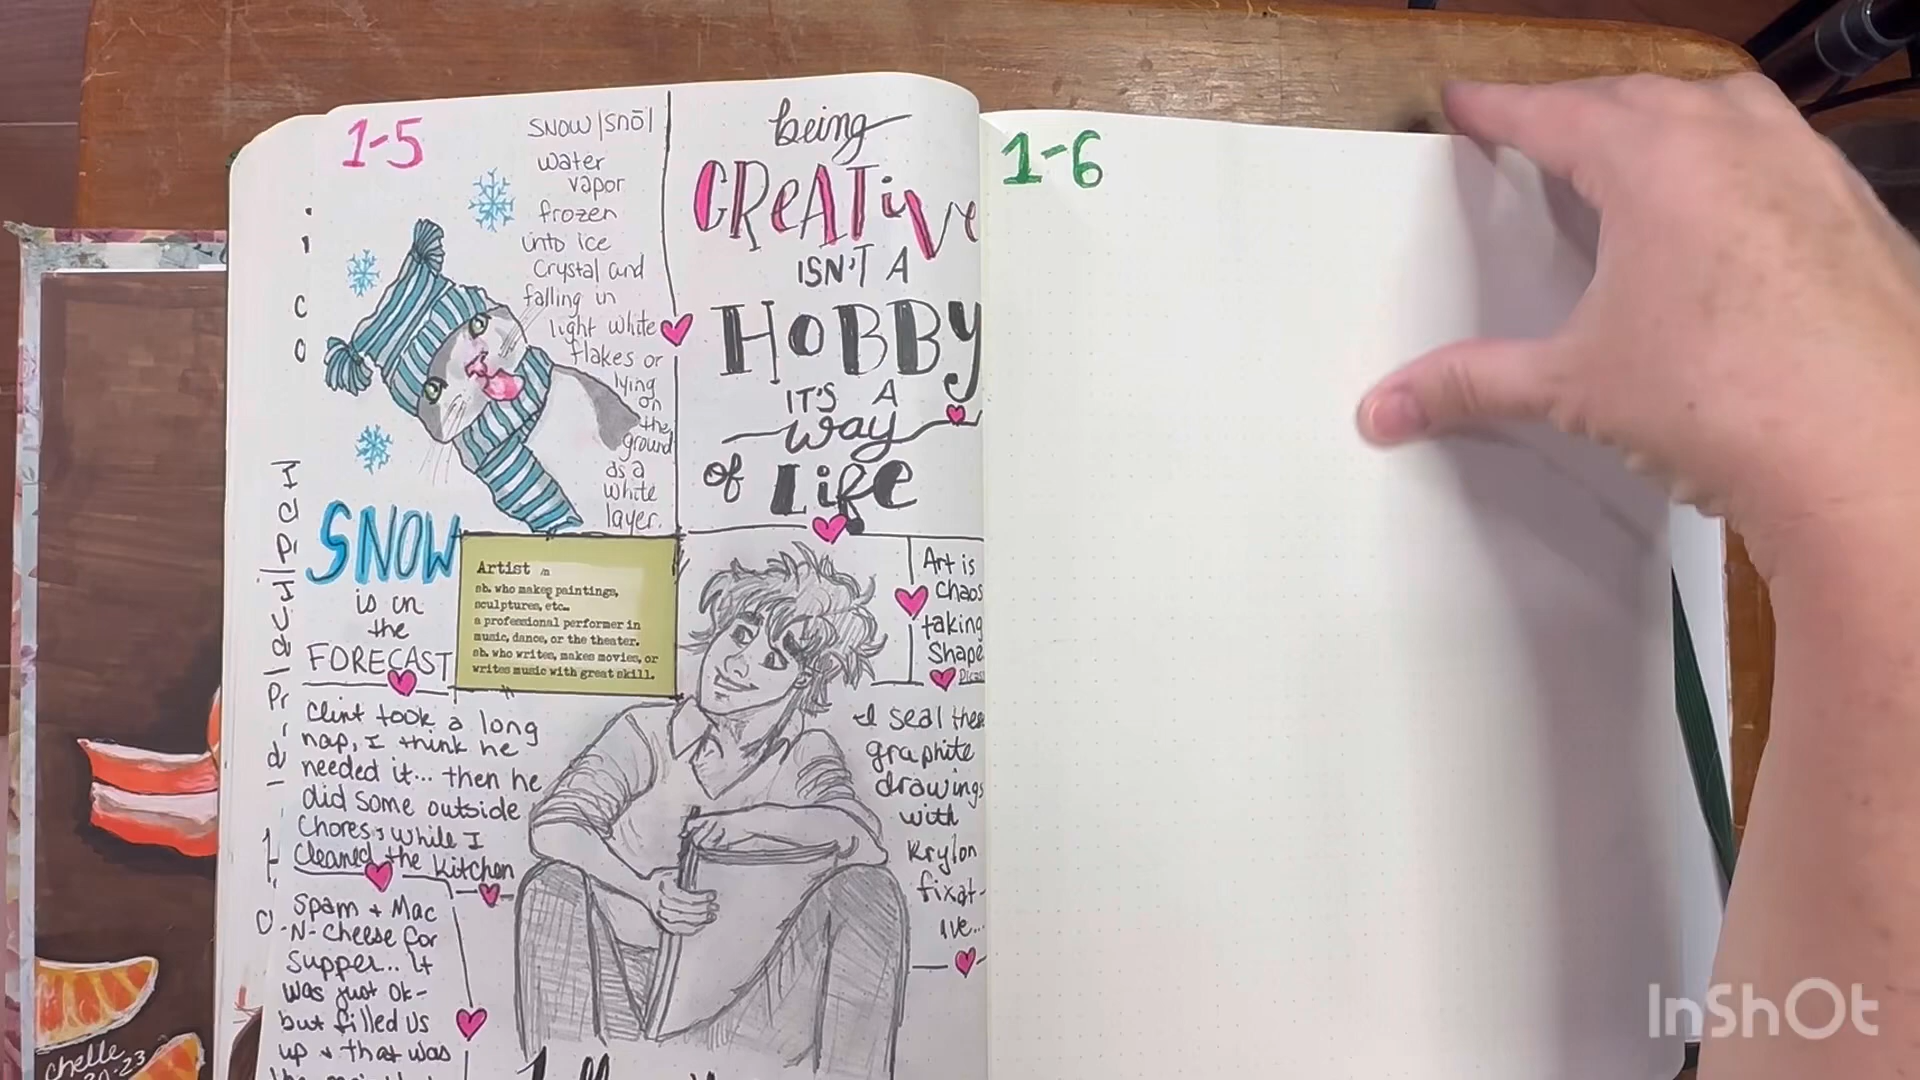 1-5
SNOW|snō|
water
vapor
frozen
into ice
Crystal and
falling in
light white
flakes or
lying
on
the
ground
as a
white
layer.
SNOW
is in
the
FORECAST
Artist /n
sb. who makes paintings,
sculptures, etc..
a professional performer in
music, dance, or the theater.
sb. who writes, makes movies, or
writes music with great skill.
Clint took a long
nap, I think he
needed it... then he
did some outside
Chores, while I
Cleaned the kitchen
Spam + Mac
-N- Cheese for
Supper.. it
was just ok-
but filled us
up + that was
being
CREATiVe
ISN'T A
HOBBY
IT'S A
way
of Life
Art is
chaos
taking
Shape
I seal these
graphite
drawings
with
Krylon
fixat-
ive...
1-6
chelle
InShOt